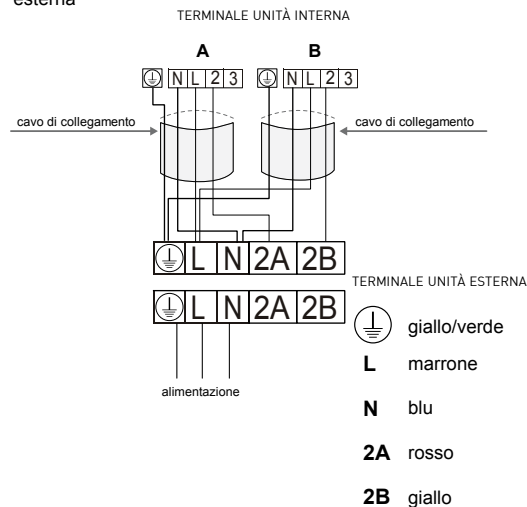 esterna
TERMINALE UNITÀ INTERNA
A B
N L 2 3 N L 2 3
cavo di collegamento cavo di collegamento
L N 2A 2B
TERMINALE UNITÀ ESTERNA
L N 2A 2B
giallo/verde
L marrone
alimentazione
N blu
2A rosso
2B giallo